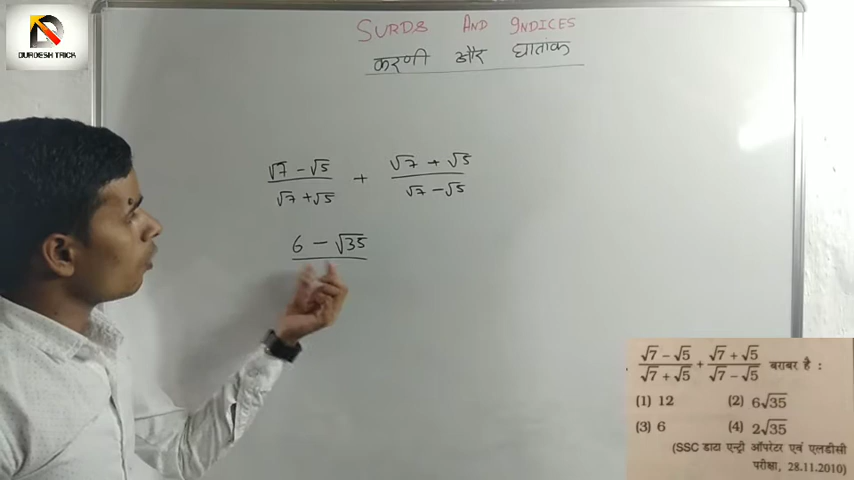 DURGESH TRICK
SURDS AND INDICES
करणी और घातांक
√7 - √5 / √7 + √5 + √7 + √5 / √7 - √5
6 - √35
√7 - √5 / √7 + √5 + √7 + √5 / √7 - √5 बराबर है :
(1) 12 (2) 6√35
(3) 6 (4) 2√35
(SSC डाटा एन्ट्री ऑपरेटर एवं एलडीसी
परीक्षा, 28.11.2010)